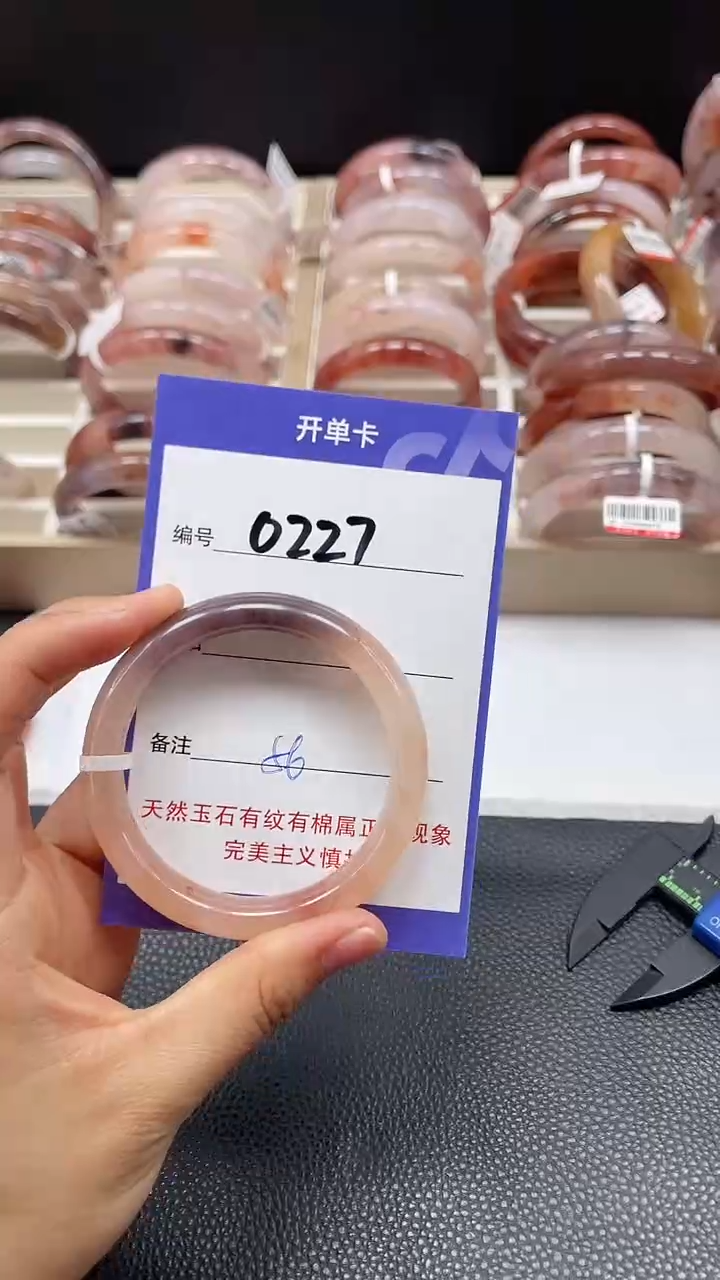 开单卡
编号 0227
备注 56
天然玉石有纹有棉属正 现象
完美主义慎